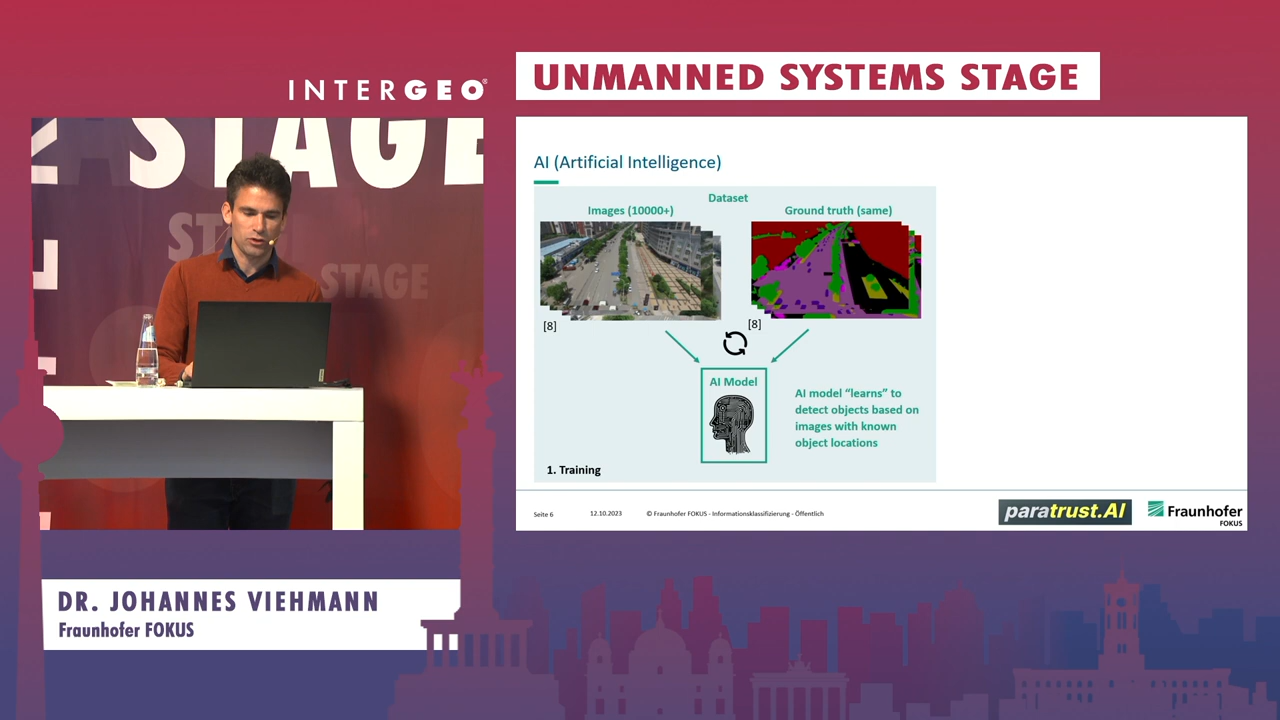 INTERGEO®
UNMANNED SYSTEMS STAGE
STAGE
STAGE
AI (Artificial Intelligence)
Dataset
Images (10000+)
Ground truth (same)
[8]
[8]
AI Model
AI model “learns” to
detect objects based on
images with known
object locations
1. Training
Seite 6
12.10.2023
© Fraunhofer FOKUS - Informationsklassifizierung - Öffentlich
paratrust.AI
Fraunhofer
FOKUS
DR. JOHANNES VIEHMANN
Fraunhofer FOKUS